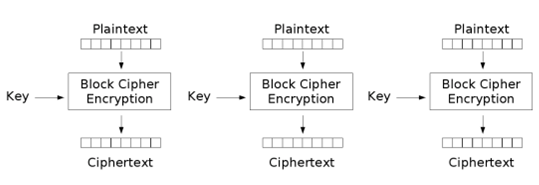 Plaintext Plaintext Plaintext
Key Block Cipher Encryption Key Block Cipher Encryption Key Block Cipher Encryption
Ciphertext Ciphertext Ciphertext